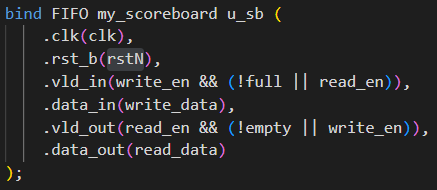 bind FIFO my_scoreboard u_sb (
    .clk(clk),
    .rst_b(rstN),
    .vld_in(write_en && (!full || read_en)),
    .data_in(write_data),
    .vld_out(read_en && (!empty || write_en)),
    .data_out(read_data)
);